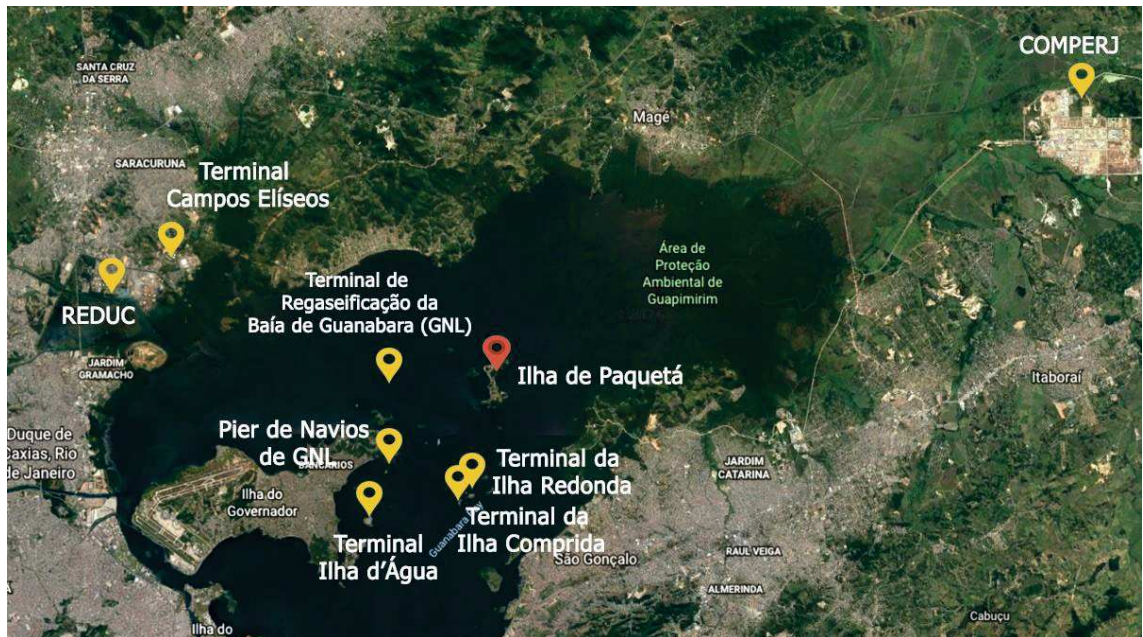 COMPERJ
SANTA CRUZ
DA SERRA
Magé
SARACURUNA
Terminal
Campos Elíseos
Área de
Proteção
Ambiental de
Guapimirim
REDUC
Terminal de
Regaseificação da
Baía de Guanabara (GNL)
JARDIM
GRAMACHO
Ilha de Paquetá
Itaboraí
Duque de
Caxias, Rio
de Janeiro
Pier de Navios
de GNL
BANCÁRIOS
Ilha do
Governador
Terminal da
Ilha Redonda
JARDIM
CATARINA
Terminal
Ilha d'Água
Guanabara
Terminal da
Ilha Comprida
São Gonçalo
RAUL VEIGA
ALMERINDA
Cabuçu
Ilha do